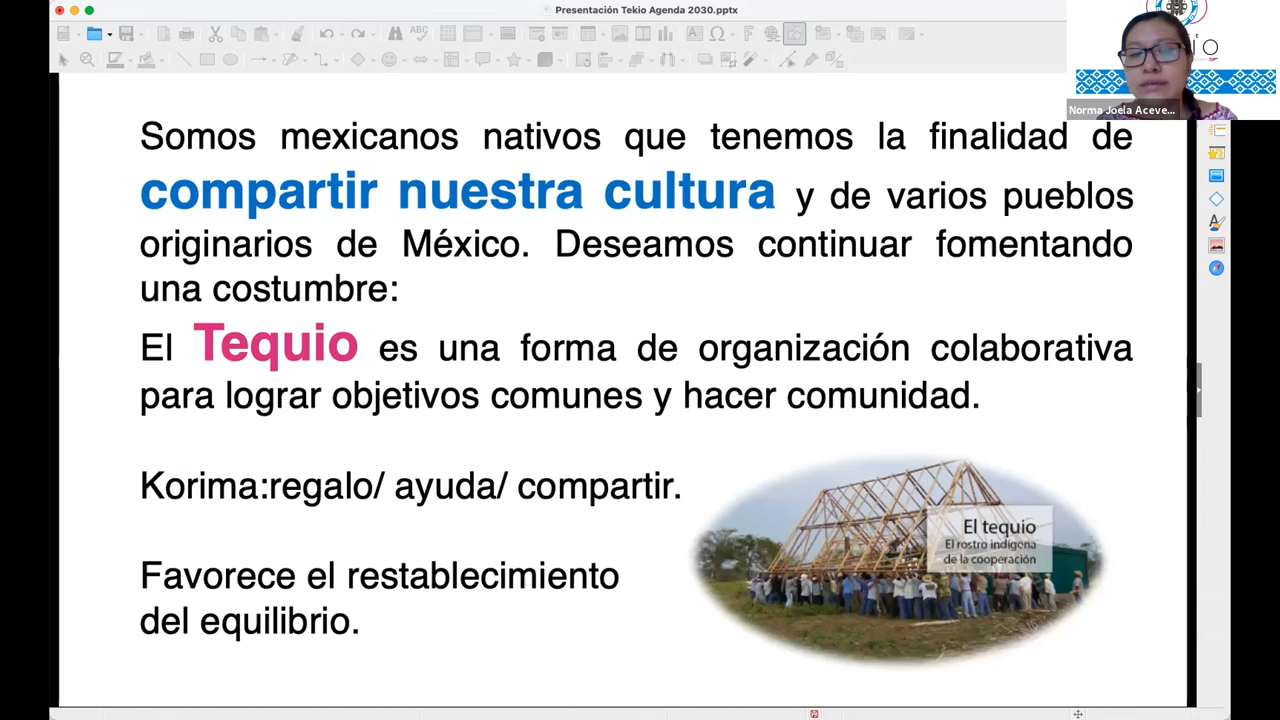 Presentación Tekio Agenda 2030.pptx
Norma Joela Aceve...
Somos mexicanos nativos que tenemos la finalidad de
compartir nuestra cultura y de varios pueblos
originarios de México. Deseamos continuar fomentando
una costumbre:
El Tequio es una forma de organización colaborativa
para lograr objetivos comunes y hacer comunidad.
Korima:regalo/ ayuda/ compartir.
El tequio
El rostro indígena
de la cooperación
Favorece el restablecimiento
del equilibrio.